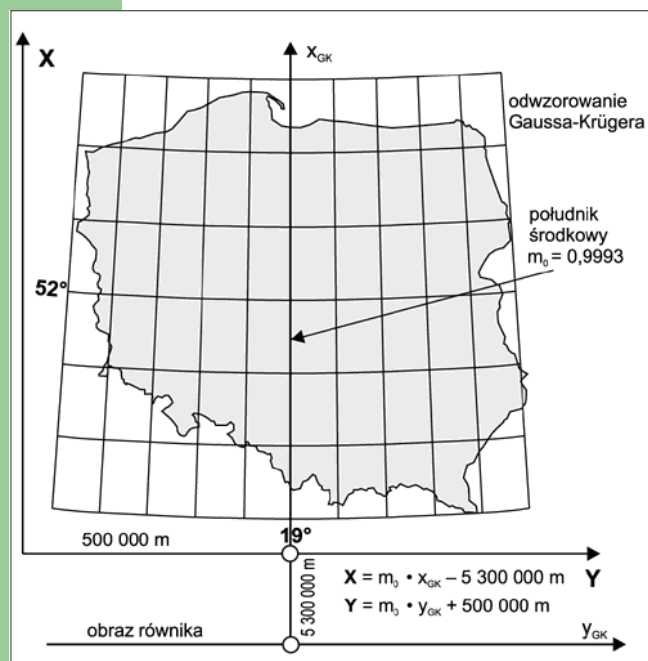 X
x_GK
odwzorowanie
Gaussa-Krügera
południk
środkowy
m₀ = 0,9993
52°
19°
500 000 m
5 300 000 m
X = m₀ • x_GK – 5 300 000 m
Y
Y = m₀ • y_GK + 500 000 m
obraz równika
y_GK